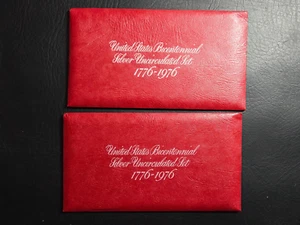 United States Bicentennial
Silver Uncirculated Set
1776-1976
United States Bicentennial
Silver Uncirculated Set
1776-1976